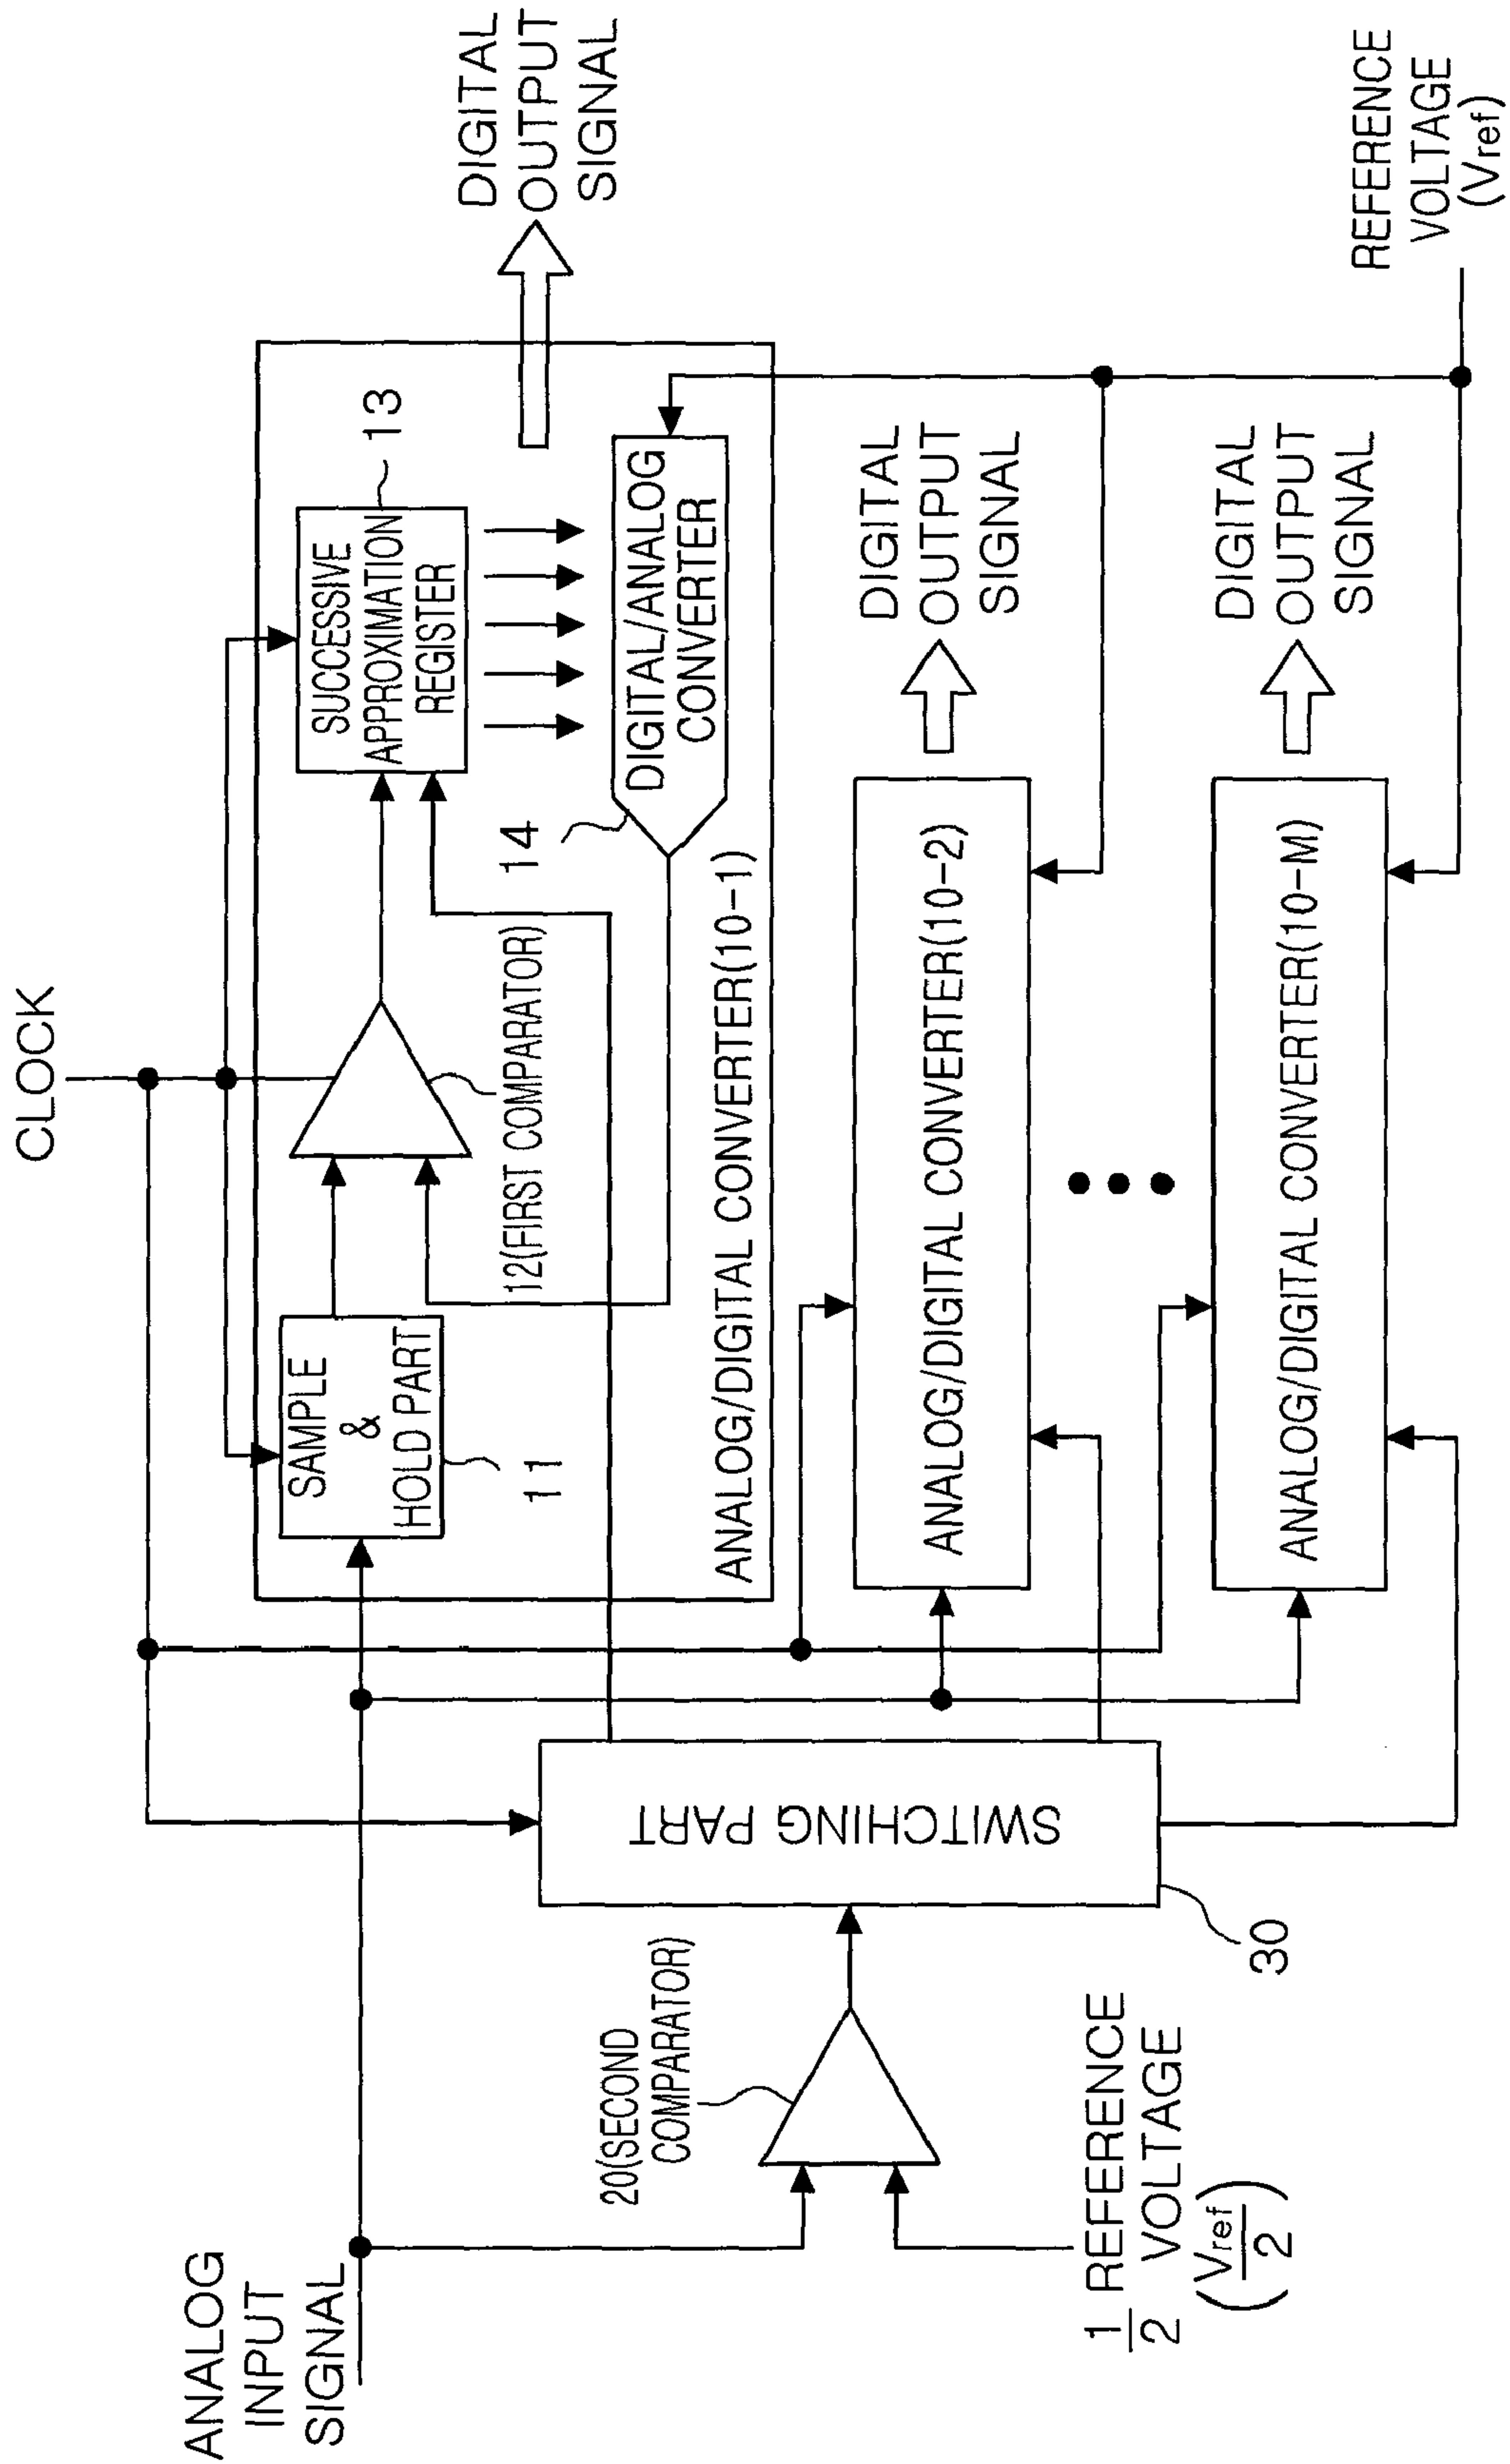 CLOCK
ANALOG
INPUT
SIGNAL
SAMPLE
&
HOLD PART
11
12(FIRST COMPARATOR)
SUCCESSIVE
APPROXIMATION
REGISTER
13
DIGITAL/ANALOG
CONVERTER
14
ANALOG/DIGITAL CONVERTER(10-1)
DIGITAL
OUTPUT
SIGNAL
20(SECOND
COMPARATOR)
1/2 REFERENCE
VOLTAGE
(Vref/2)
SWITCHING PART
30
ANALOG/DIGITAL CONVERTER(10-2)
DIGITAL
OUTPUT
SIGNAL
ANALOG/DIGITAL CONVERTER(10-M)
DIGITAL
OUTPUT
SIGNAL
REFERENCE
VOLTAGE
(Vref)